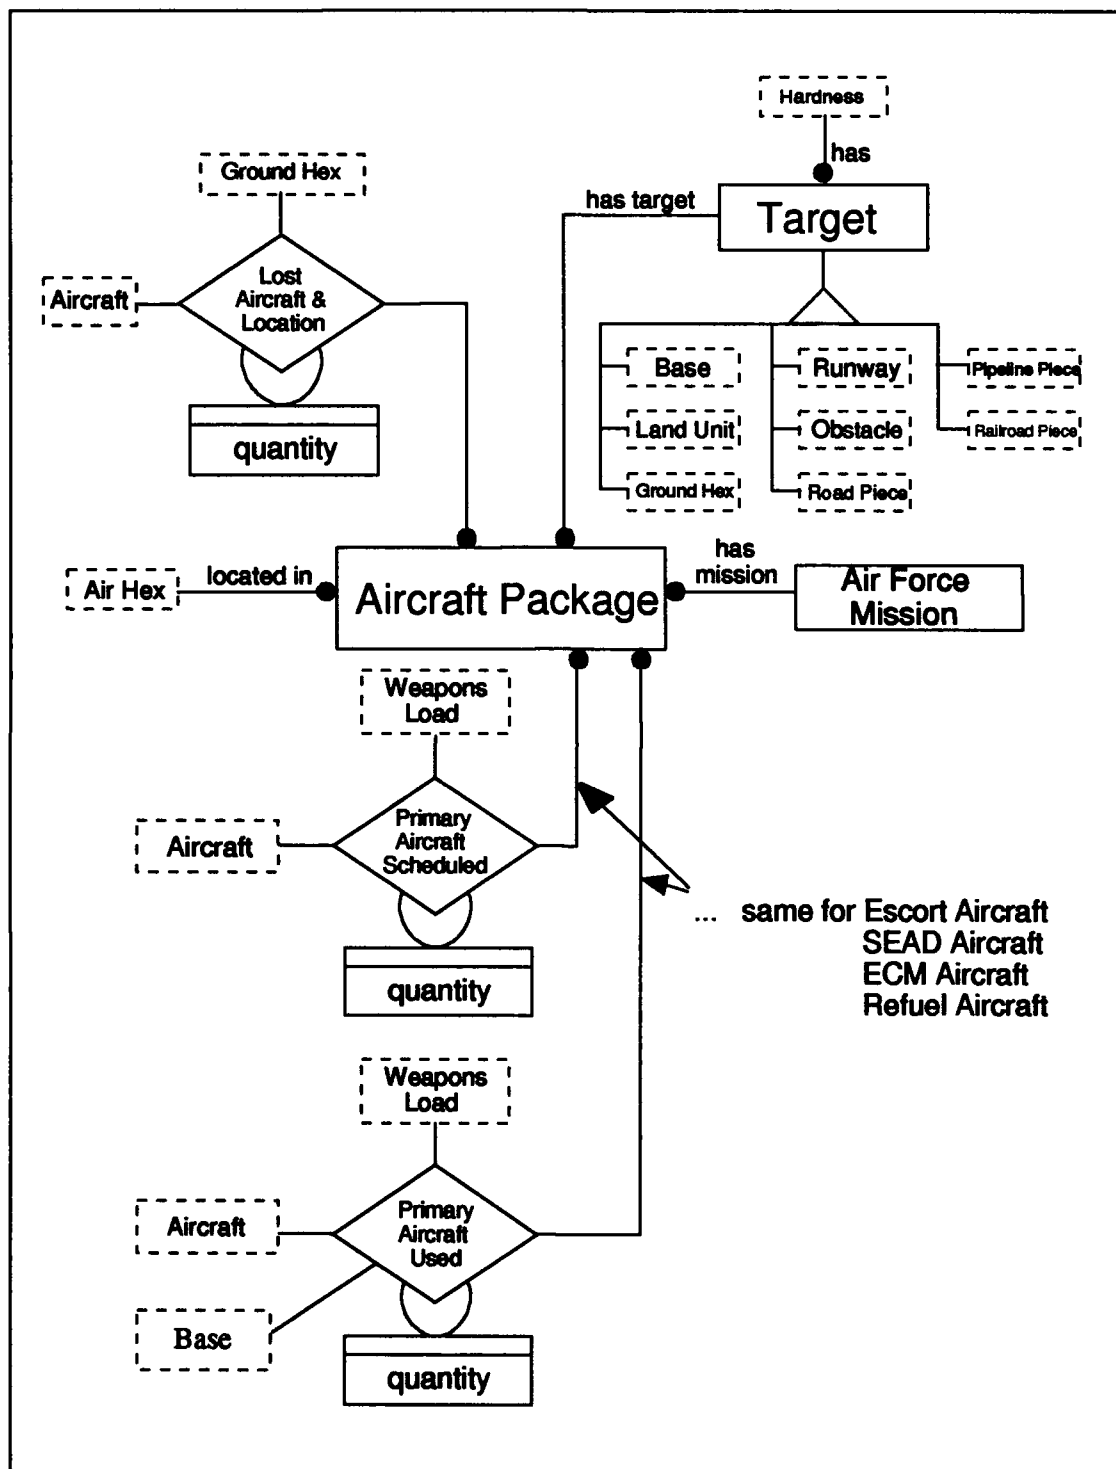 Hardness
has
Ground Hex
has target
Target
Lost
Aircraft &
Location
Aircraft
Base
Runway
Pipeline Piece
Land Unit
Obstacle
Railroad Piece
quantity
Ground Hex
Road Piece
has
mission
located in
Air Hex
Aircraft Package
Air Force
Mission
Weapons
Load
Primary
Aircraft
Scheduled
Aircraft
... same for Escort Aircraft
SEAD Aircraft
ECM Aircraft
Refuel Aircraft
quantity
Weapons
Load
Primary
Aircraft
Used
Aircraft
Base
quantity